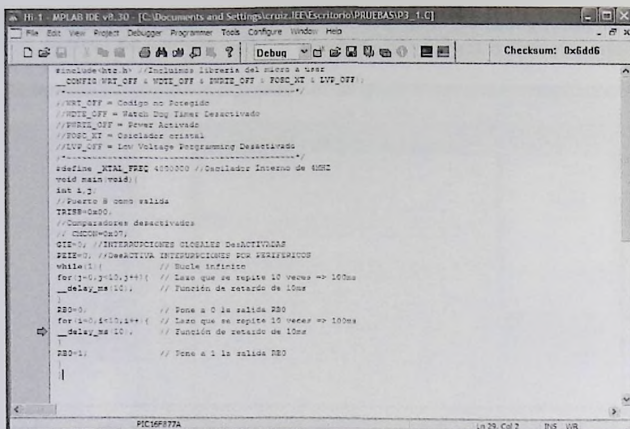 Hi-1 - MPLAB IDE v8.30 - [C:\Documents and Settings\cruiz.IEE\Escritorio\PRUEBAS\P3_1.C]
File Edit View Project Debugger Programmer Tools Configure Window Help
Debug Checksum: 0x6dd6
#include<htc.h> //Incluimos libreria del micro a usar
__CONFIG WRT_OFF & WDTE_OFF & PWRTE_OFF & FOSC_XT & LVP_OFF);
/*----------------------------------------------*/
//WRT_OFF = Codigo no Potegido
//WDTE_OFF = Watch Dog Timer Desactivado
//PWRTE_OFF = Power Activado
//FOSC_XT = Osiclador cristal
//LVP_OFF = Low Voltage Porgramming Desactivada
/*----------------------------------------------*/
#define _XTAL_FREQ 4000000 //Oscilador Interno de 4MHZ
void main(void){
int i,j;
//Puerto B como salida
TRISB=0x00;
//Comparadores desactivados
// CMCON=0x07;
GIE=0; //INTERRUPCIONES GLOBALES DesACTIVADAS
PEIE=0; //DesACTIVA INTERUPCCIONES POR PERIFERICOS
while(1){ // Bucle infinito
for(j=0;j<10;j++){ // Lazo que se repite 10 veces => 100ms
__delay_ms(10); // Función de retardo de 10ms
}
RB0=0; // Pone a 0 la salida RB0
for(i=0;i<10;i++){ // Lazo que se repite 10 veces => 100ms
__delay_ms(10); // Función de retardo de 10ms
}
RB0=1; // Pone a 1 la salida RB0
}
}
PIC16F877A Ln 29, Col 2 INS WR